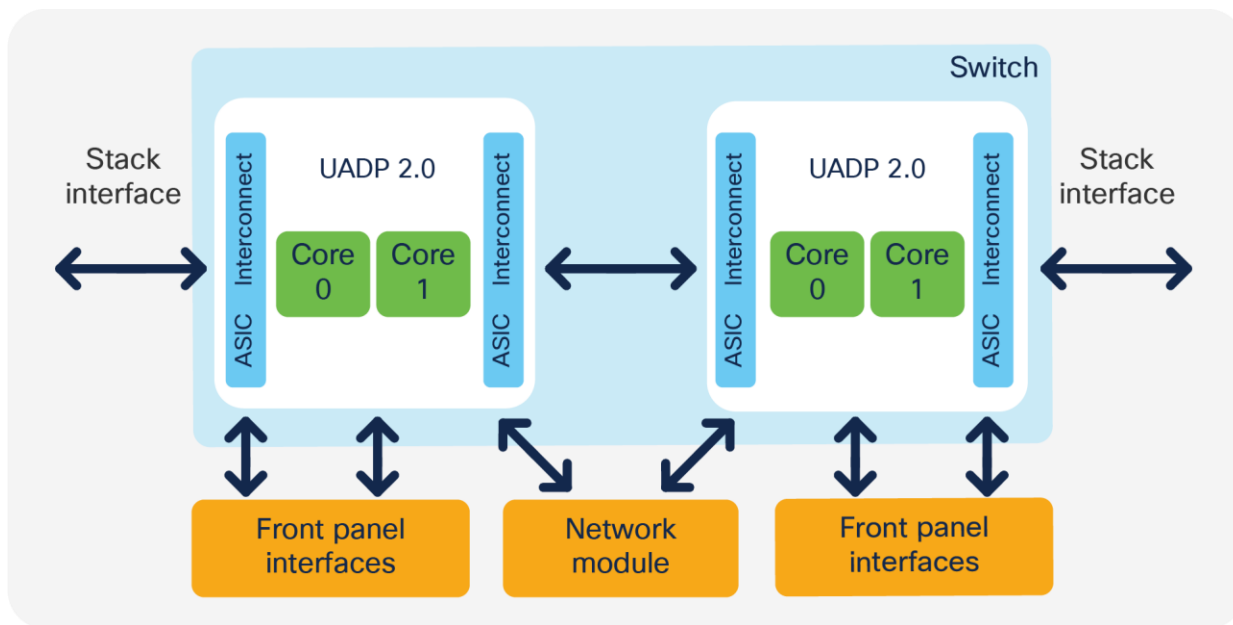 Switch
Stack
interface
ASIC Interconnect
UADP 2.0
Core
0
Core
1
ASIC Interconnect
ASIC Interconnect
UADP 2.0
Core
0
Core
1
ASIC Interconnect
Stack
interface
Front panel
interfaces
Network
module
Front panel
interfaces